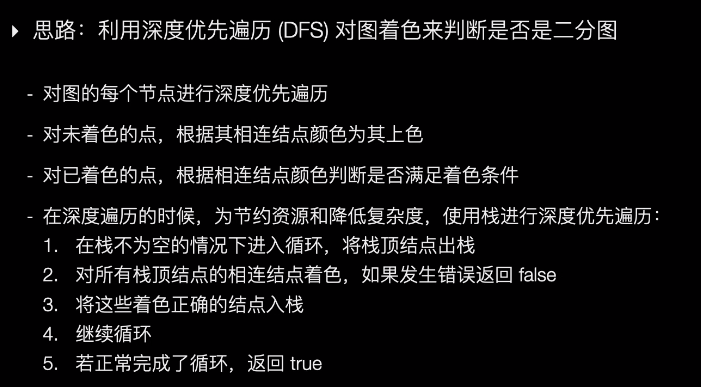 思路：利用深度优先遍历 (DFS) 对图着色来判断是否是二分图
- 对图的每个节点进行深度优先遍历
- 对未着色的点，根据其相连结点颜色为其上色
- 对已着色的点，根据相连结点颜色判断是否满足着色条件
- 在深度遍历的时候，为节约资源和降低复杂度，使用栈进行深度优先遍历：
1. 在栈不为空的情况下进入循环，将栈顶结点出栈
2. 对所有栈顶结点的相连结点着色，如果发生错误返回 false
3. 将这些着色正确的结点入栈
4. 继续循环
5. 若正常完成了循环，返回 true